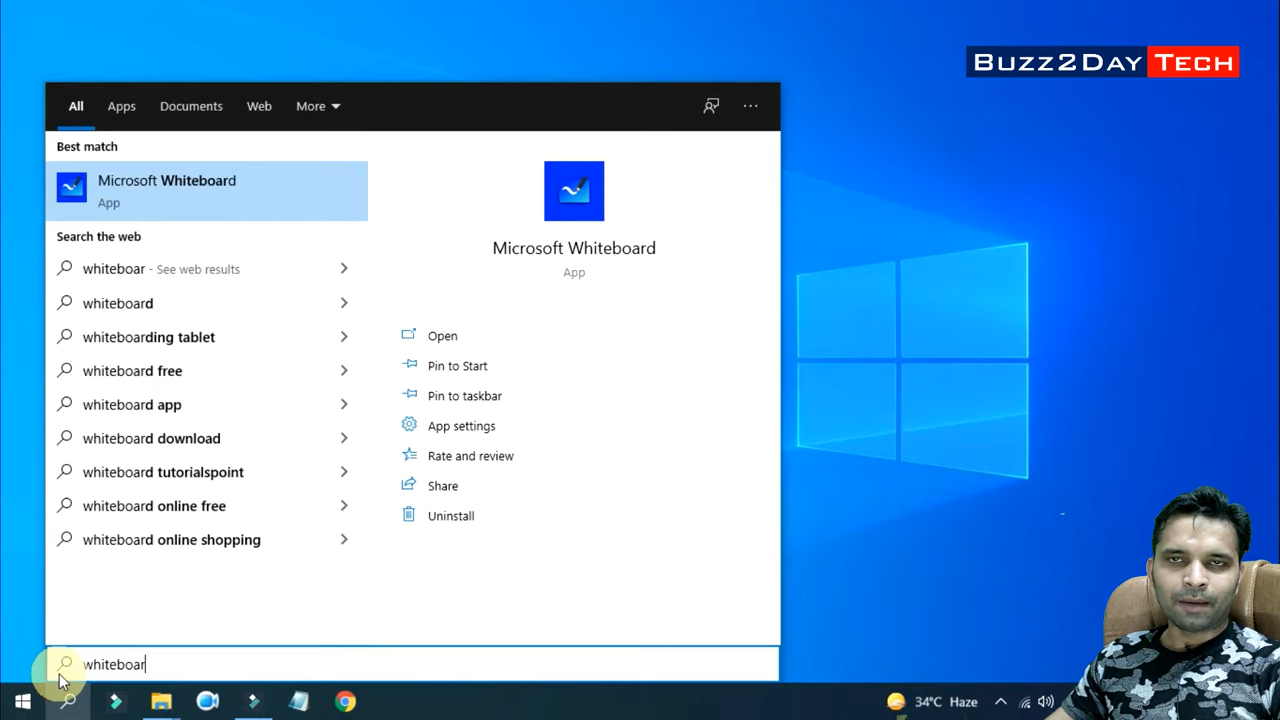 BUZZ2DAY TECH
All Apps Documents Web More ...
Best match
Microsoft Whiteboard
App
Search the web
whiteboar - See web results
whiteboard
whiteboarding tablet
whiteboard free
whiteboard app
whiteboard download
whiteboard tutorialspoint
whiteboard online free
whiteboard online shopping
Microsoft Whiteboard
App
Open
Pin to Start
Pin to taskbar
App settings
Rate and review
Share
Uninstall
whiteboar
34°C Haze